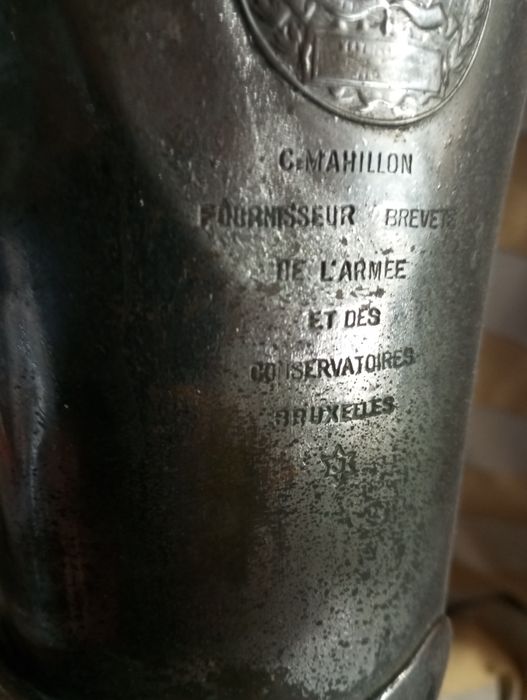 C. MAHILLON
FOURNISSEUR BREVETÉ
DE L'ARMÉE
ET DES
CONSERVATOIRES
BRUXELLES